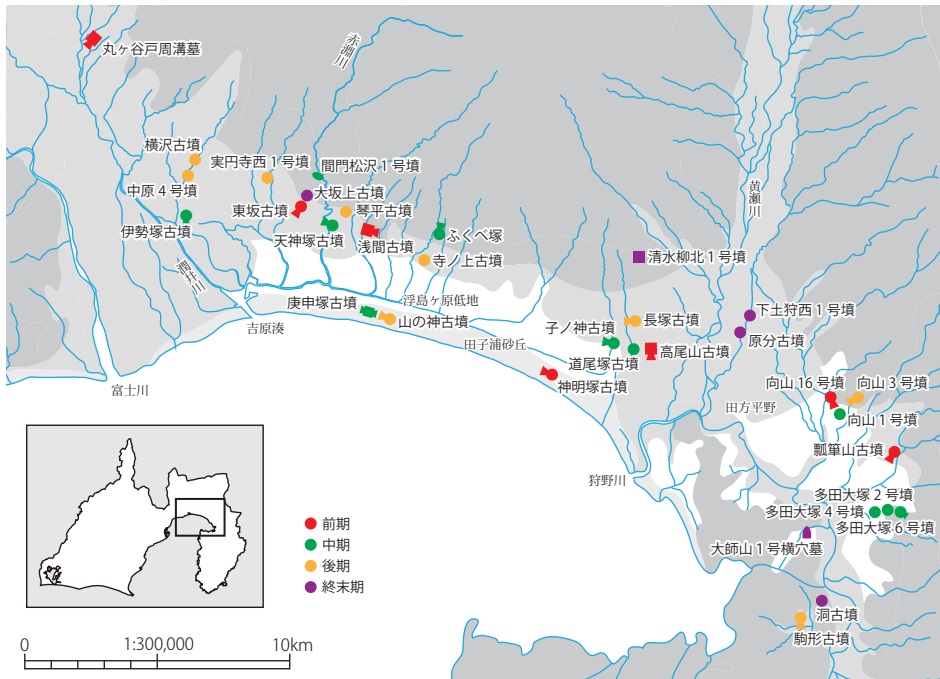 丸ヶ谷戸周溝墓
赤淵川
横沢古墳
実円寺西1号墳
間門松沢1号墳
中原4号墳
大坂上古墳
東坂古墳
琴平古墳
伊勢塚古墳
天神塚古墳
浅間古墳
ふくべ塚
寺ノ上古墳
黄瀬川
清水柳北1号墳
潤井川
庚申塚古墳
浮島ヶ原低地
山の神古墳
吉原湊
田子浦砂丘
子ノ神古墳
長塚古墳
下土狩西1号墳
原分古墳
道尾塚古墳
高尾山古墳
神明塚古墳
富士川
向山16号墳
向山3号墳
田方平野
向山1号墳
瓢箪山古墳
狩野川
多田大塚2号墳
多田大塚4号墳
多田大塚6号墳
大師山1号横穴墓
洞古墳
駒形古墳
前期
中期
後期
終末期
0
1:300,000
10km